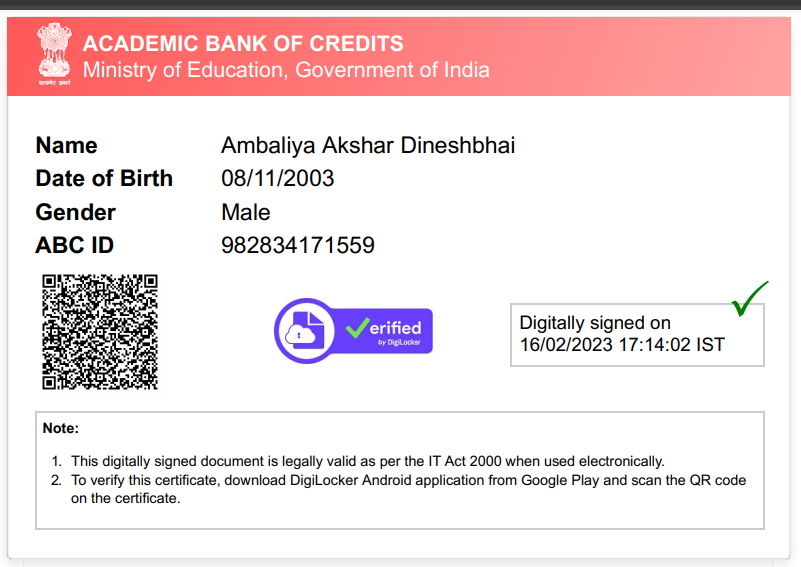 सत्यमेव जयते
ACADEMIC BANK OF CREDITS
Ministry of Education, Government of India
Name Ambaliya Akshar Dineshbhai
Date of Birth 08/11/2003
Gender Male
ABC ID 982834171559
erified
by DigiLocker
Digitally signed on
16/02/2023 17:14:02 IST
Note:
1. This digitally signed document is legally valid as per the IT Act 2000 when used electronically.
2. To verify this certificate, download DigiLocker Android application from Google Play and scan the QR code
on the certificate.